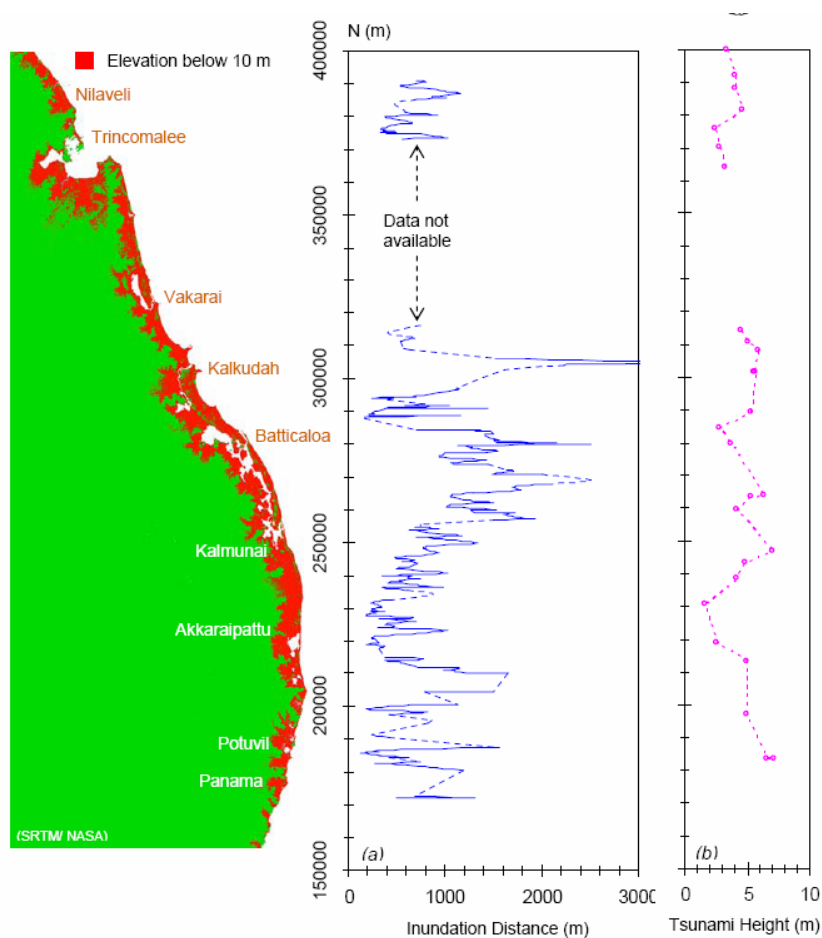 N (m)
Elevation below 10 m
Nilaveli
Trincomalee
Vakarai
Kalkudah
Batticaloa
Kalmunai
Akkaraipattu
Potuvil
Panama
(SRTM/ NASA)
400000
350000
300000
250000
200000
150000
Data not
available
(a)
0 1000 2000 3000
Inundation Distance (m)
(b)
0 5 10
Tsunami Height (m)